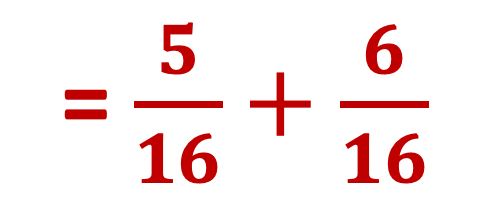 = 5/16 + 6/16